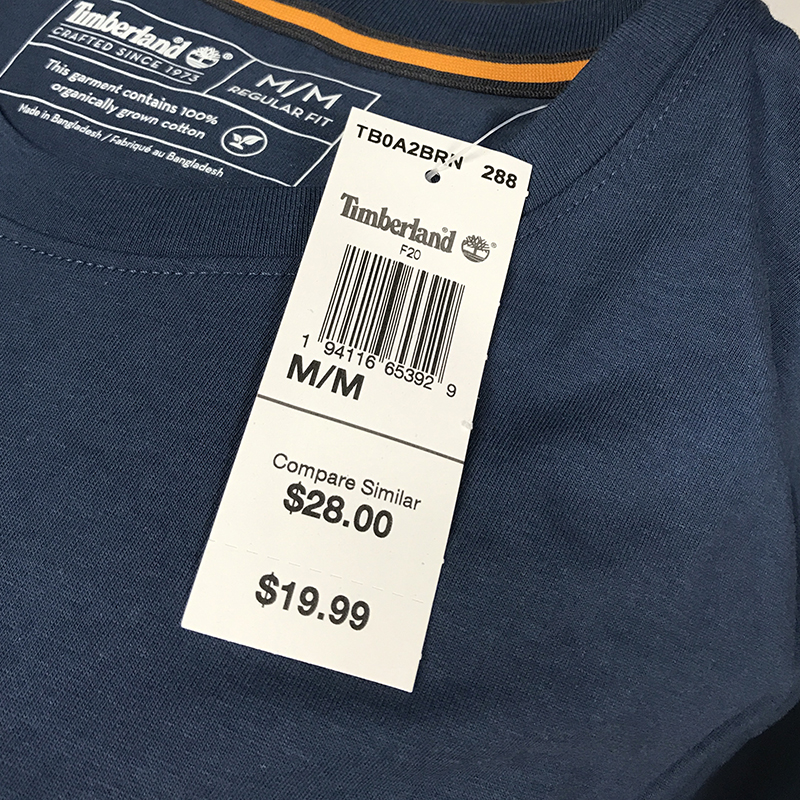 Timberland®
CRAFTED SINCE 1973
M/M
REGULAR FIT
This garment contains 100%
organically grown cotton
Made in Bangladesh / Fabriqué au Bangladesh
TB0A2BRN 288
Timberland
F20
1 94116 65392 9
M/M
Compare Similar
$28.00
$19.99